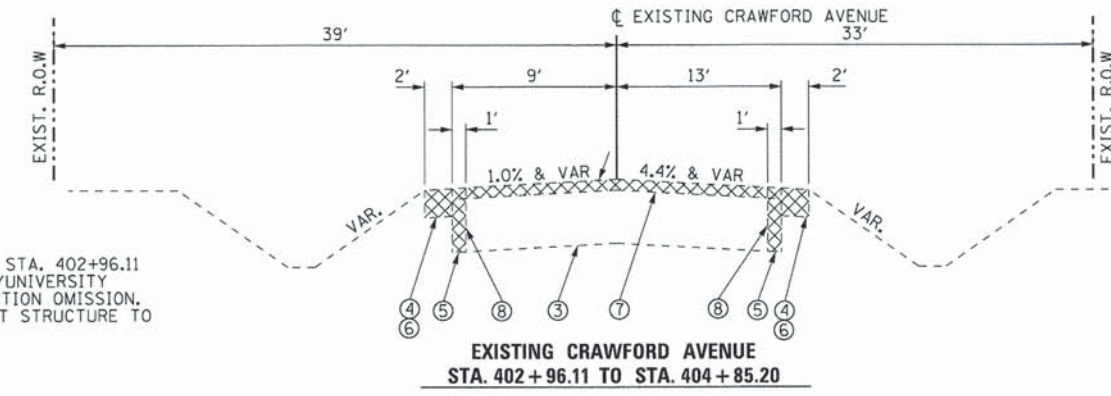 ℄ EXISTING CRAWFORD AVENUE
39' 33'
EXIST. R.O.W
EXIST. R.O.W
2' 9' 13' 2'
1' 1'
1.0% & VAR 4.4% & VAR
VAR. VAR.
STA. 402+96.11
/UNIVERSITY
TION OMISSION.
T STRUCTURE TO
④ ⑤ ⑧ ③ ⑦ ⑧ ⑤ ④
⑥ ⑥
EXISTING CRAWFORD AVENUE
STA. 402+96.11 TO STA. 404+85.20